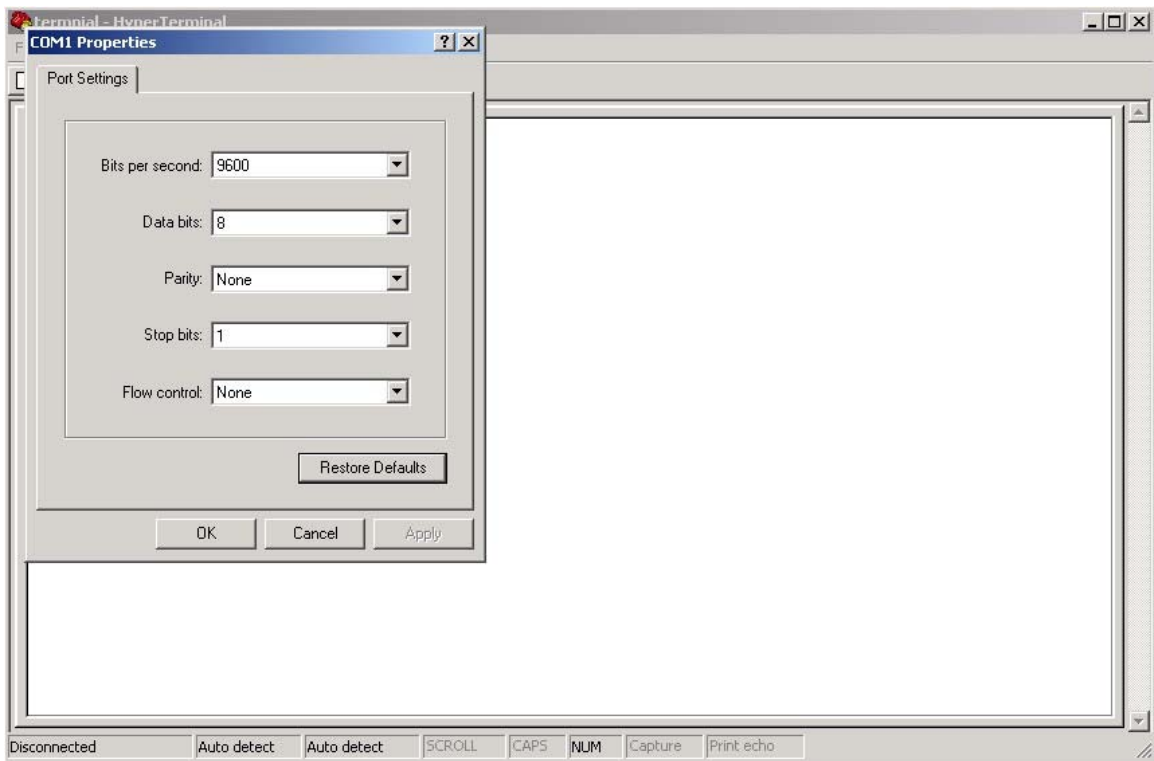 termnial - HyperTerminal
COM1 Properties
F
Port Settings
Bits per second: 9600
Data bits: 8
Parity: None
Stop bits: 1
Flow control: None
Restore Defaults
OK Cancel Apply
Disconnected Auto detect Auto detect SCROLL CAPS NUM Capture Print echo